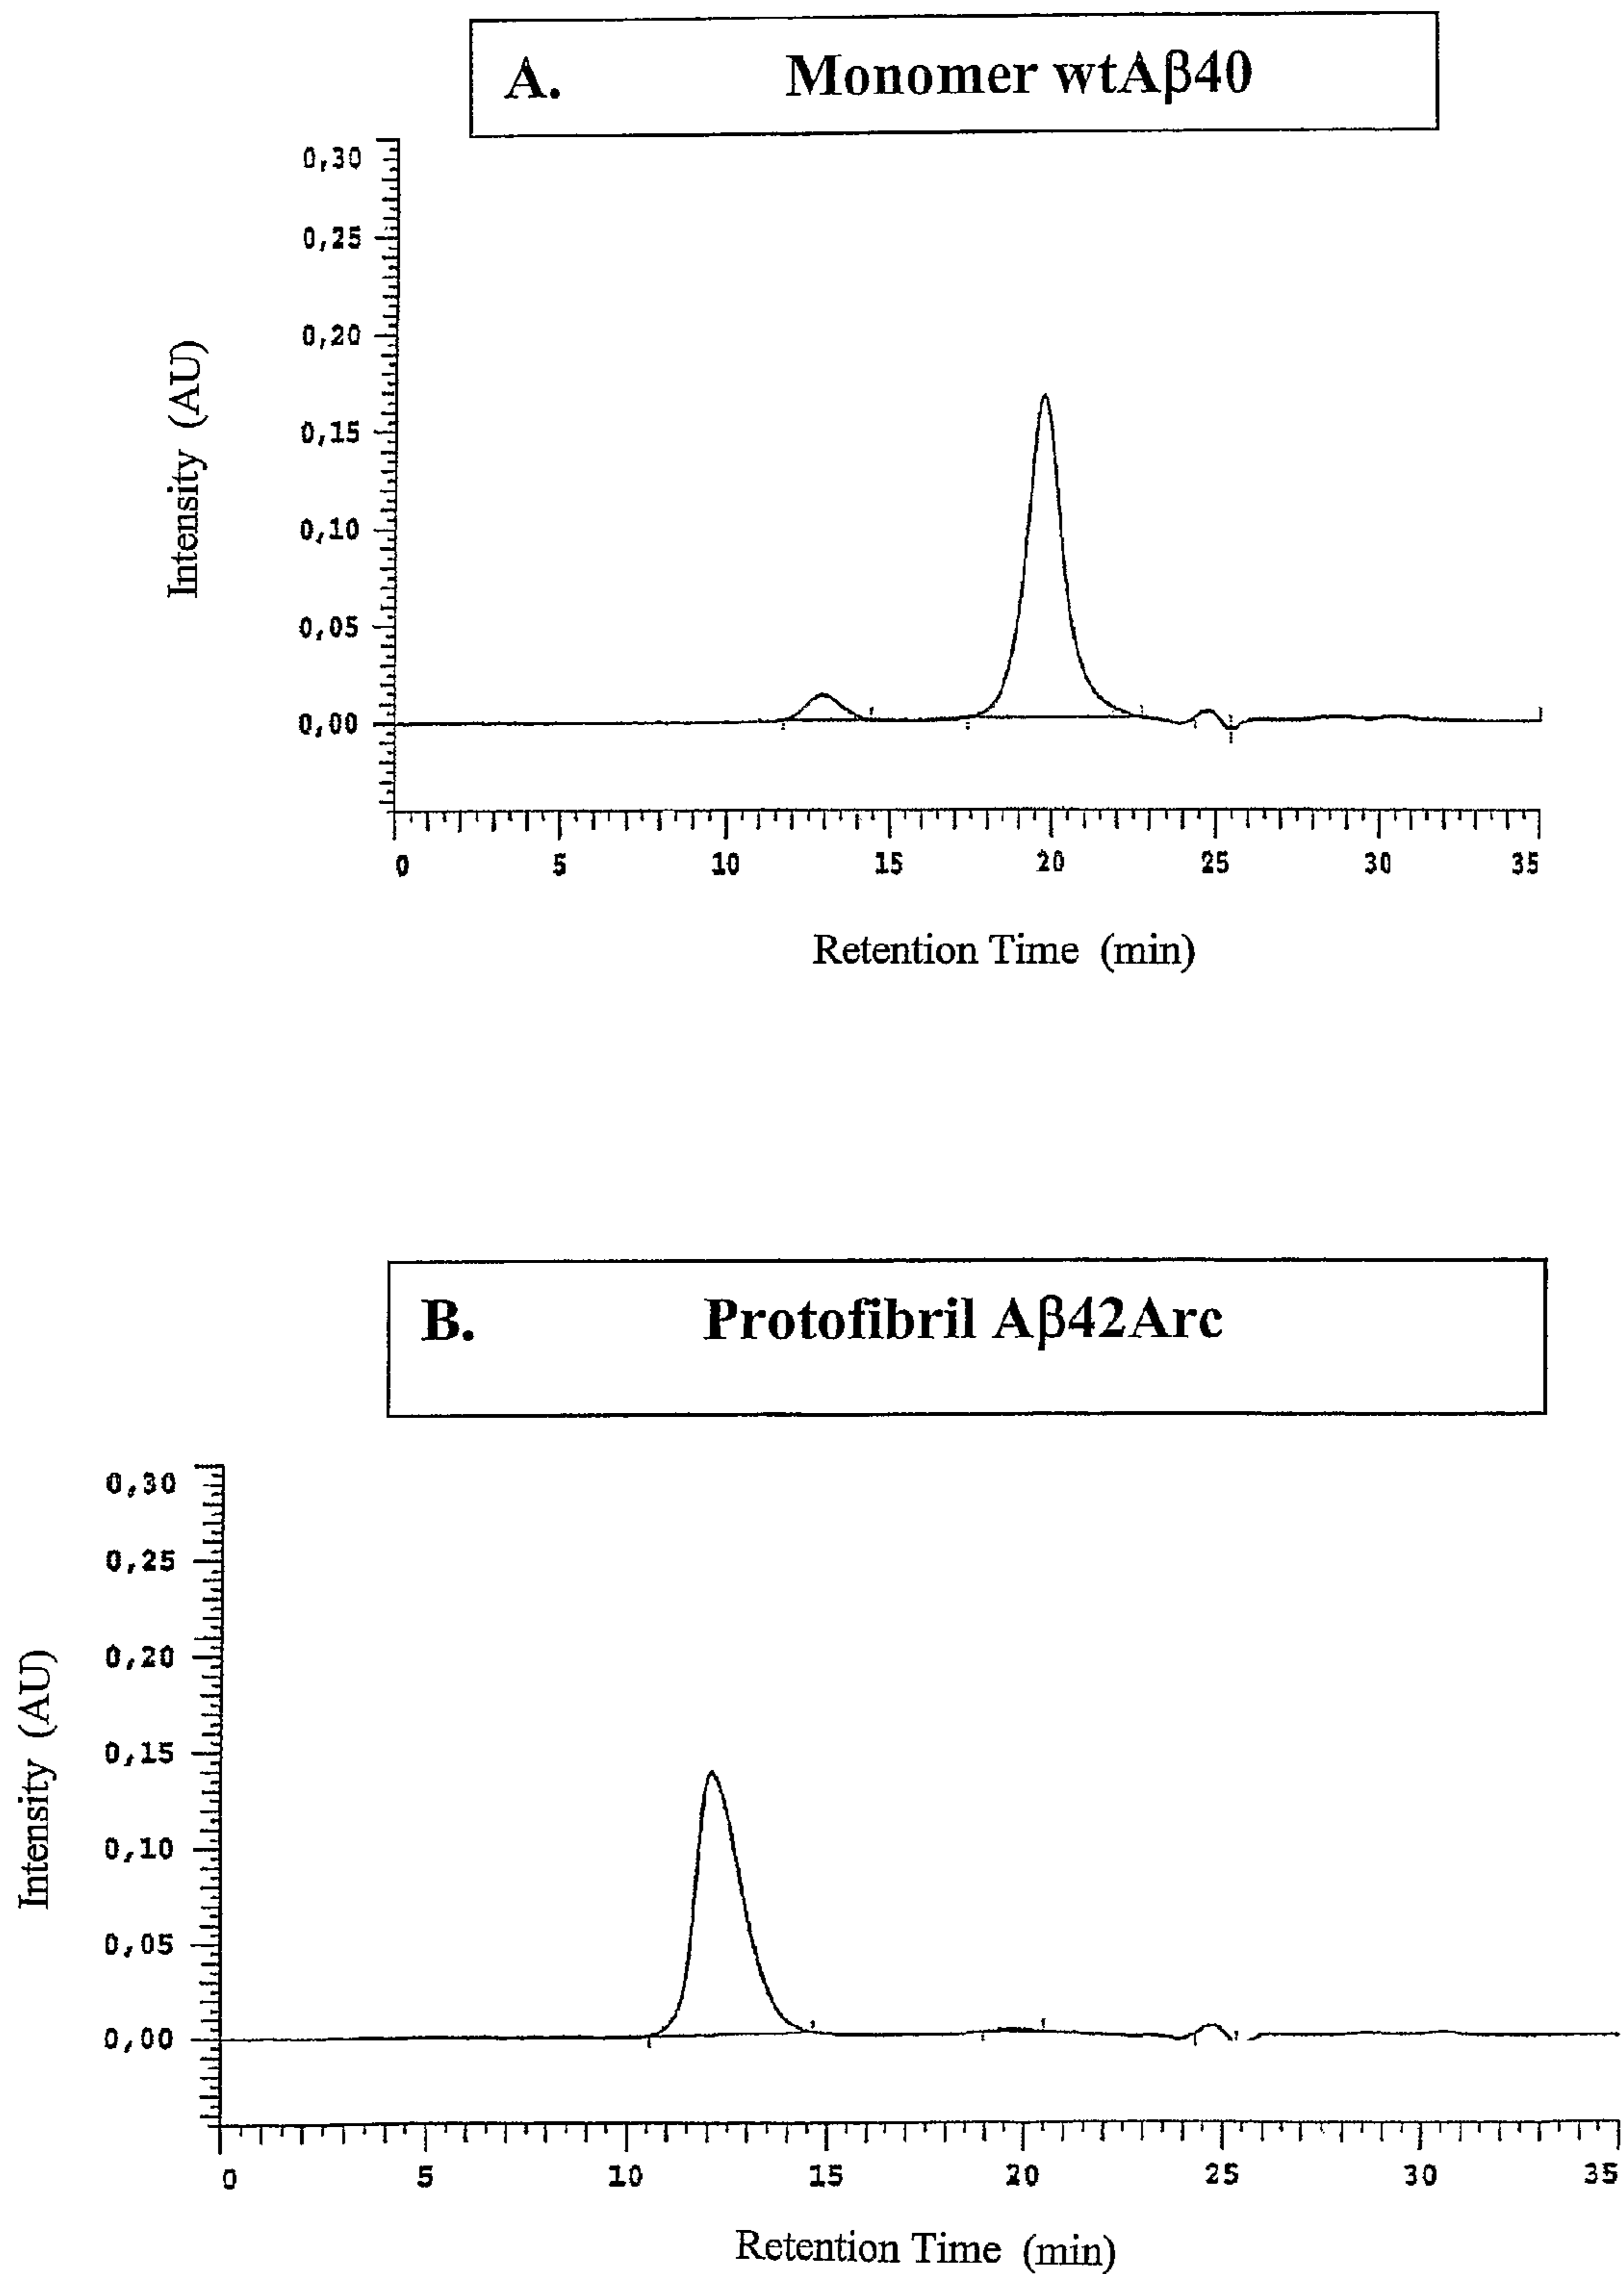 A. Monomer wtAβ40
0,30
0,25
0,20
0,15
0,10
0,05
0,00
Intensity (AU)
0 5 10 15 20 25 30 35
Retention Time (min)
B. Protofibril Aβ42Arc
0,30
0,25
0,20
0,15
0,10
0,05
0,00
Intensity (AU)
0 5 10 15 20 25 30 35
Retention Time (min)